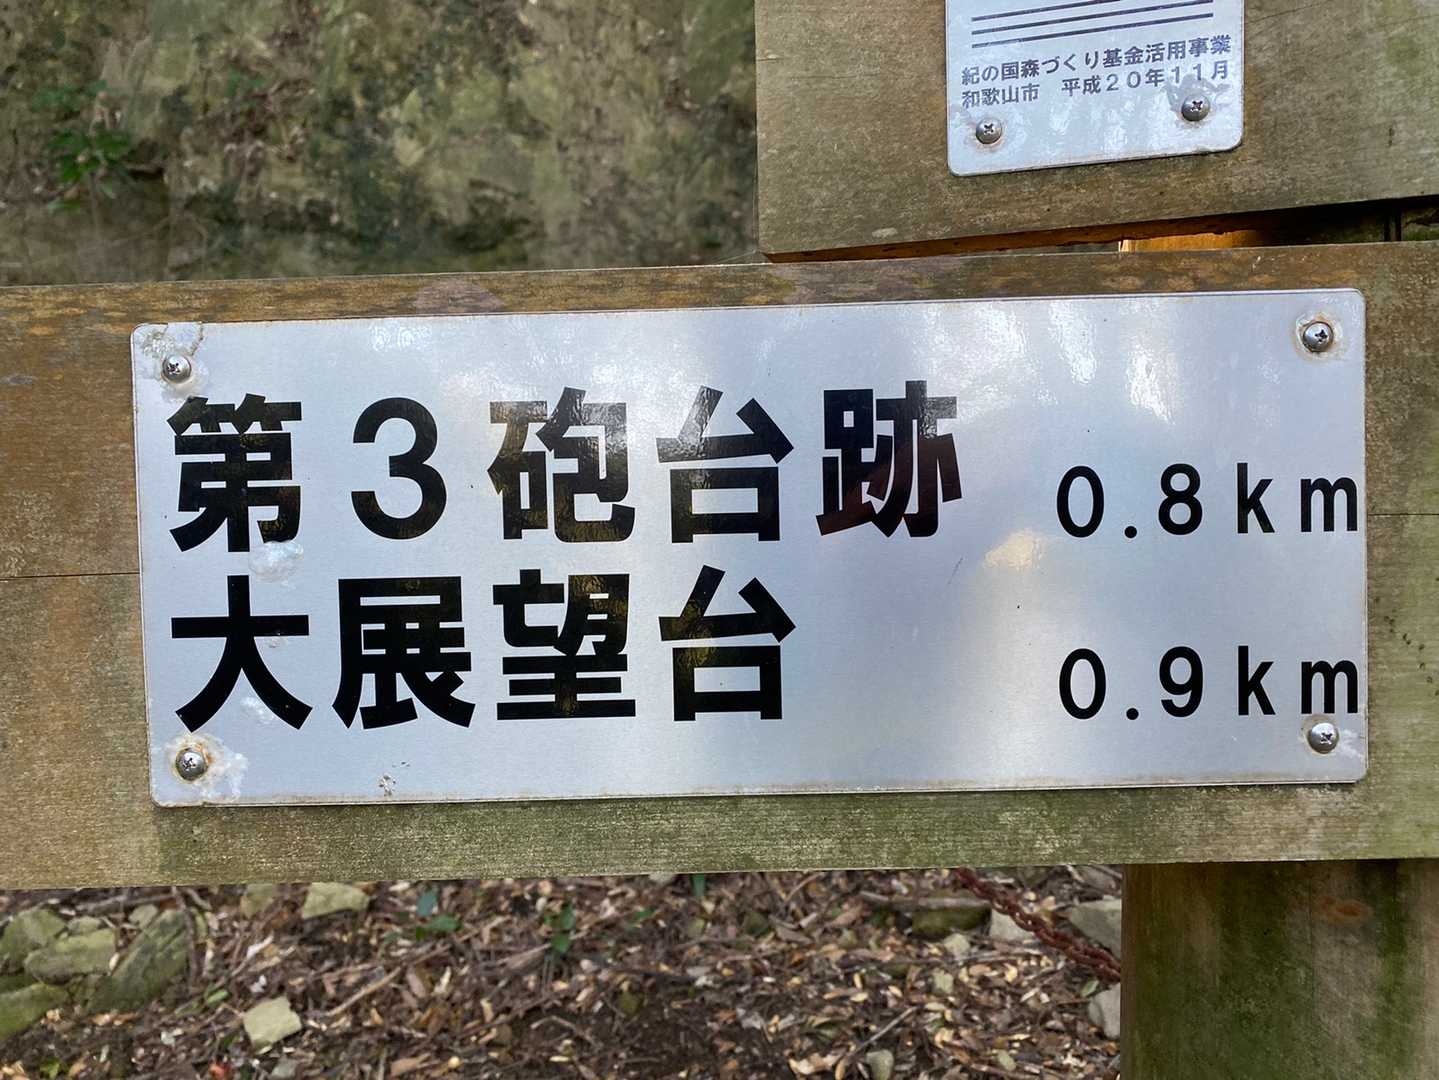 紀の国森づくり基金活用事業
和歌山市　平成２０年１１月
第３砲台跡 0.8km
大展望台 0.9km